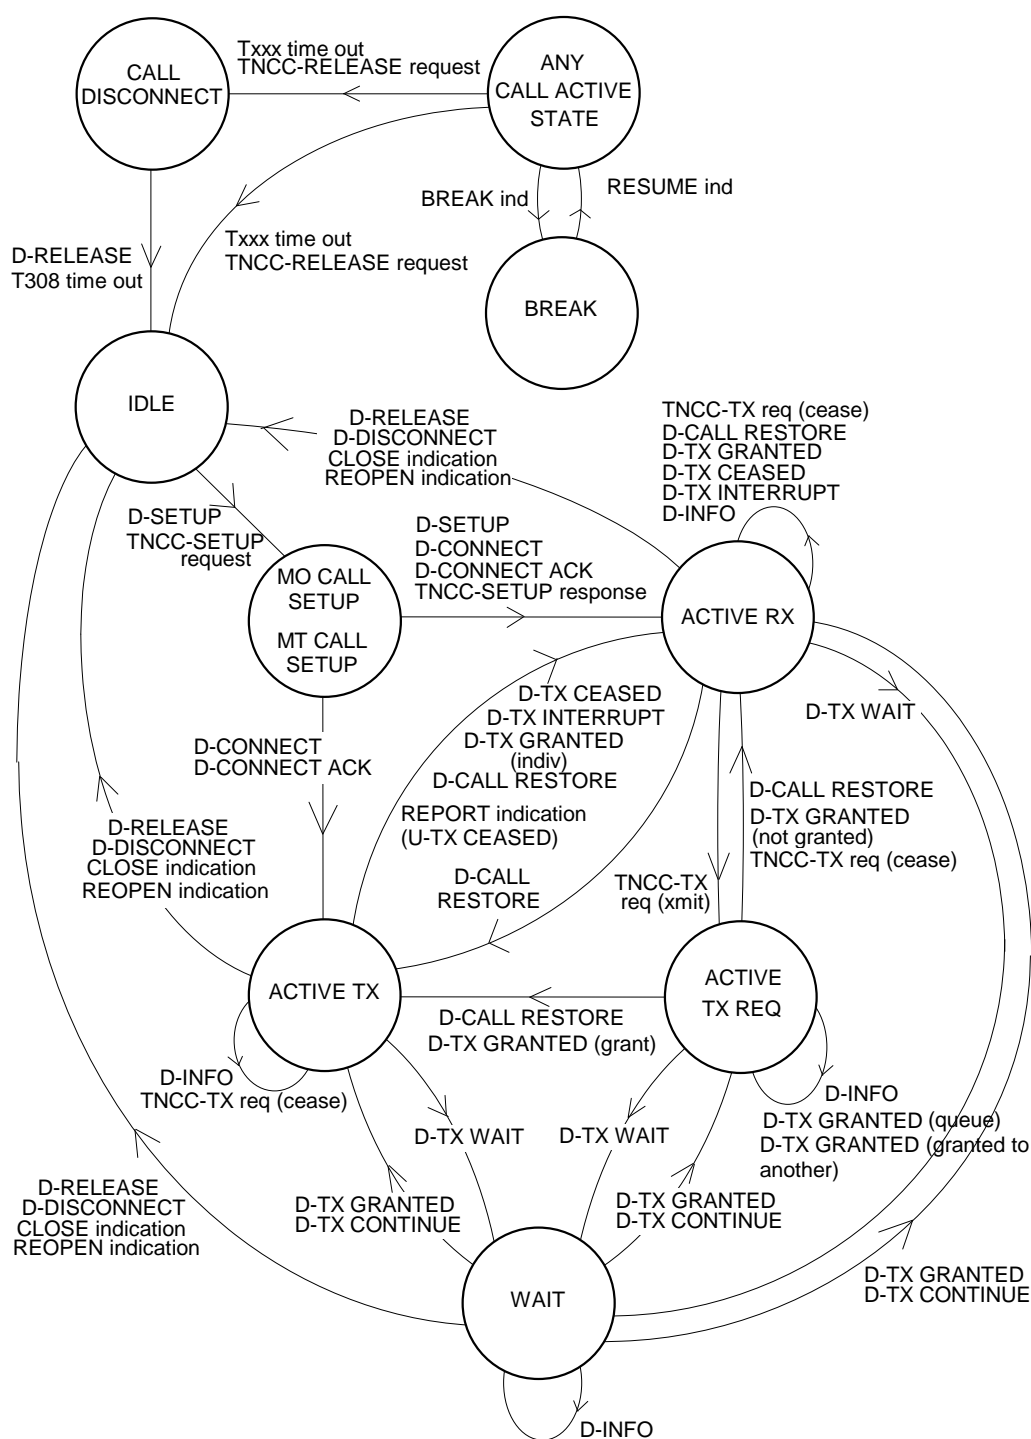 Txxx time out
TNCC-RELEASE request
CALL
DISCONNECT
ANY
CALL ACTIVE
STATE
BREAK ind
RESUME ind
D-RELEASE
T308 time out
Txxx time out
TNCC-RELEASE request
BREAK
IDLE
D-RELEASE
D-DISCONNECT
CLOSE indication
REOPEN indication
TNCC-TX req (cease)
D-CALL RESTORE
D-TX GRANTED
D-TX CEASED
D-TX INTERRUPT
D-INFO
D-SETUP
TNCC-SETUP
request
D-SETUP
D-CONNECT
D-CONNECT ACK
TNCC-SETUP response
MO CALL
SETUP
MT CALL
SETUP
ACTIVE RX
D-TX WAIT
D-TX CEASED
D-TX INTERRUPT
D-TX GRANTED
(indiv)
D-CALL RESTORE
REPORT indication
(U-TX CEASED)
D-CONNECT
D-CONNECT ACK
D-CALL RESTORE
D-TX GRANTED
(not granted)
TNCC-TX req (cease)
D-RELEASE
D-DISCONNECT
CLOSE indication
REOPEN indication
D-CALL
RESTORE
TNCC-TX
req (xmit)
ACTIVE TX
ACTIVE
TX REQ
D-CALL RESTORE
D-TX GRANTED (grant)
D-INFO
TNCC-TX req (cease)
D-INFO
D-TX GRANTED (queue)
D-TX GRANTED (granted to
another)
D-TX WAIT
D-TX WAIT
D-RELEASE
D-DISCONNECT
CLOSE indication
REOPEN indication
D-TX GRANTED
D-TX CONTINUE
D-TX GRANTED
D-TX CONTINUE
D-TX GRANTED
D-TX CONTINUE
WAIT
D-INFO